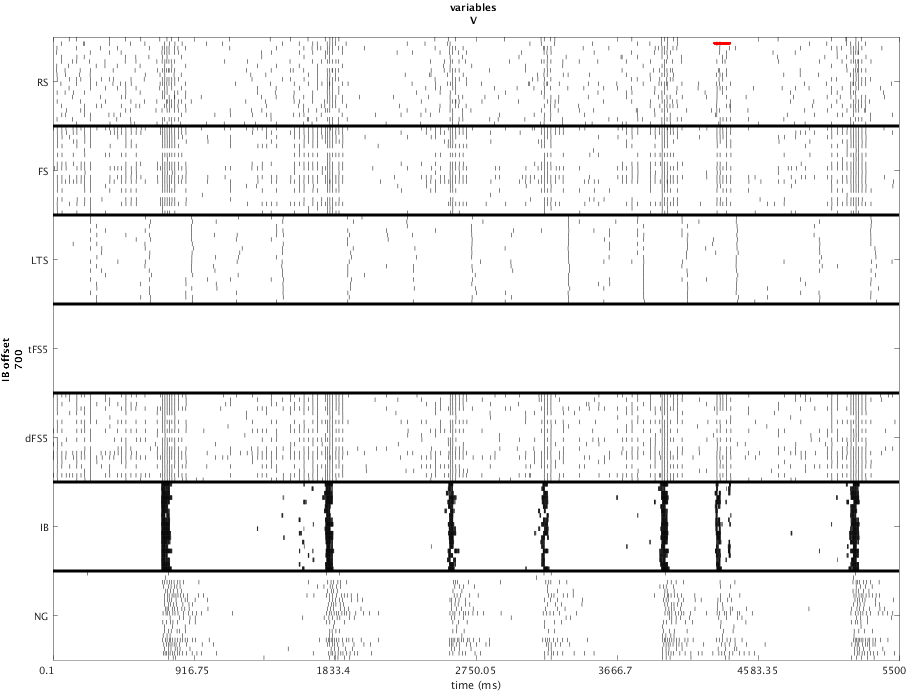 variables
V
RS
FS
LTS
tFS5
dFS5
IB
NG
IB offset
700
0.1
916.75
1833.4
2750.05
3666.7
4583.35
5500
time (ms)